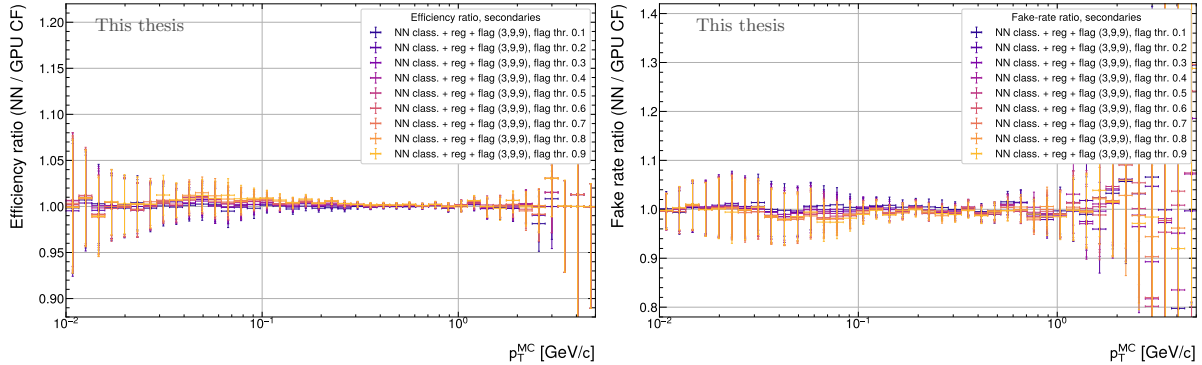 This thesis
Efficiency ratio, secondaries
NN class. + reg + flag (3,9,9), flag thr. 0.1
NN class. + reg + flag (3,9,9), flag thr. 0.2
NN class. + reg + flag (3,9,9), flag thr. 0.3
NN class. + reg + flag (3,9,9), flag thr. 0.4
NN class. + reg + flag (3,9,9), flag thr. 0.5
NN class. + reg + flag (3,9,9), flag thr. 0.6
NN class. + reg + flag (3,9,9), flag thr. 0.7
NN class. + reg + flag (3,9,9), flag thr. 0.8
NN class. + reg + flag (3,9,9), flag thr. 0.9
Efficiency ratio (NN / GPU CF)
1.20
1.15
1.10
1.05
1.00
0.95
0.90
10⁻²
10⁻¹
10⁰
p_T^MC [GeV/c]
This thesis
Fake-rate ratio, secondaries
NN class. + reg + flag (3,9,9), flag thr. 0.1
NN class. + reg + flag (3,9,9), flag thr. 0.2
NN class. + reg + flag (3,9,9), flag thr. 0.3
NN class. + reg + flag (3,9,9), flag thr. 0.4
NN class. + reg + flag (3,9,9), flag thr. 0.5
NN class. + reg + flag (3,9,9), flag thr. 0.6
NN class. + reg + flag (3,9,9), flag thr. 0.7
NN class. + reg + flag (3,9,9), flag thr. 0.8
NN class. + reg + flag (3,9,9), flag thr. 0.9
Fake rate ratio (NN / GPU CF)
1.4
1.3
1.2
1.1
1.0
0.9
0.8
10⁻²
10⁻¹
10⁰
p_T^MC [GeV/c]